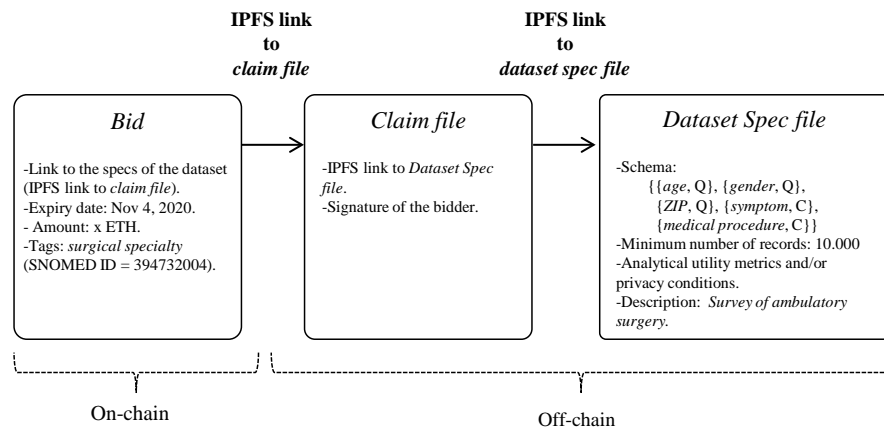 IPFS link
to
claim file
IPFS link
to
dataset spec file
Bid
-Link to the specs of the dataset
(IPFS link to claim file).
-Expiry date: Nov 4, 2020.
- Amount: x ETH.
-Tags: surgical specialty
(SNOMED ID = 394732004).
Claim file
-IPFS link to Dataset Spec
file.
-Signature of the bidder.
Dataset Spec file
-Schema:
{{age, Q}, {gender, Q},
{ZIP, Q}, {symptom, C},
{medical procedure, C}}
-Minimum number of records: 10.000
-Analytical utility metrics and/or
privacy conditions.
-Description: Survey of ambulatory
surgery.
On-chain
Off-chain